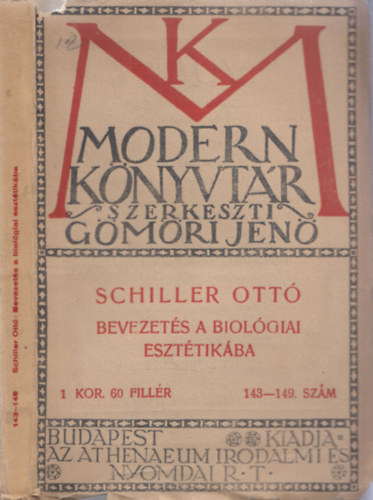 MK
MODERN
KÖNYVTÁR
SZERKESZTI
GÖMÖRI JENŐ
SCHILLER OTTÓ
BEVEZETÉS A BIOLÓGIAI
ESZTÉTIKÁBA
1 KOR. 60 FILLÉR 143—149. SZÁM
BUDAPEST KIADJA
AZ ATHENAEUM IRODALMI ÉS
NYOMDAI R·T·
143-149 Schiller Ottó: Bevezetés a biológiai esztétikába